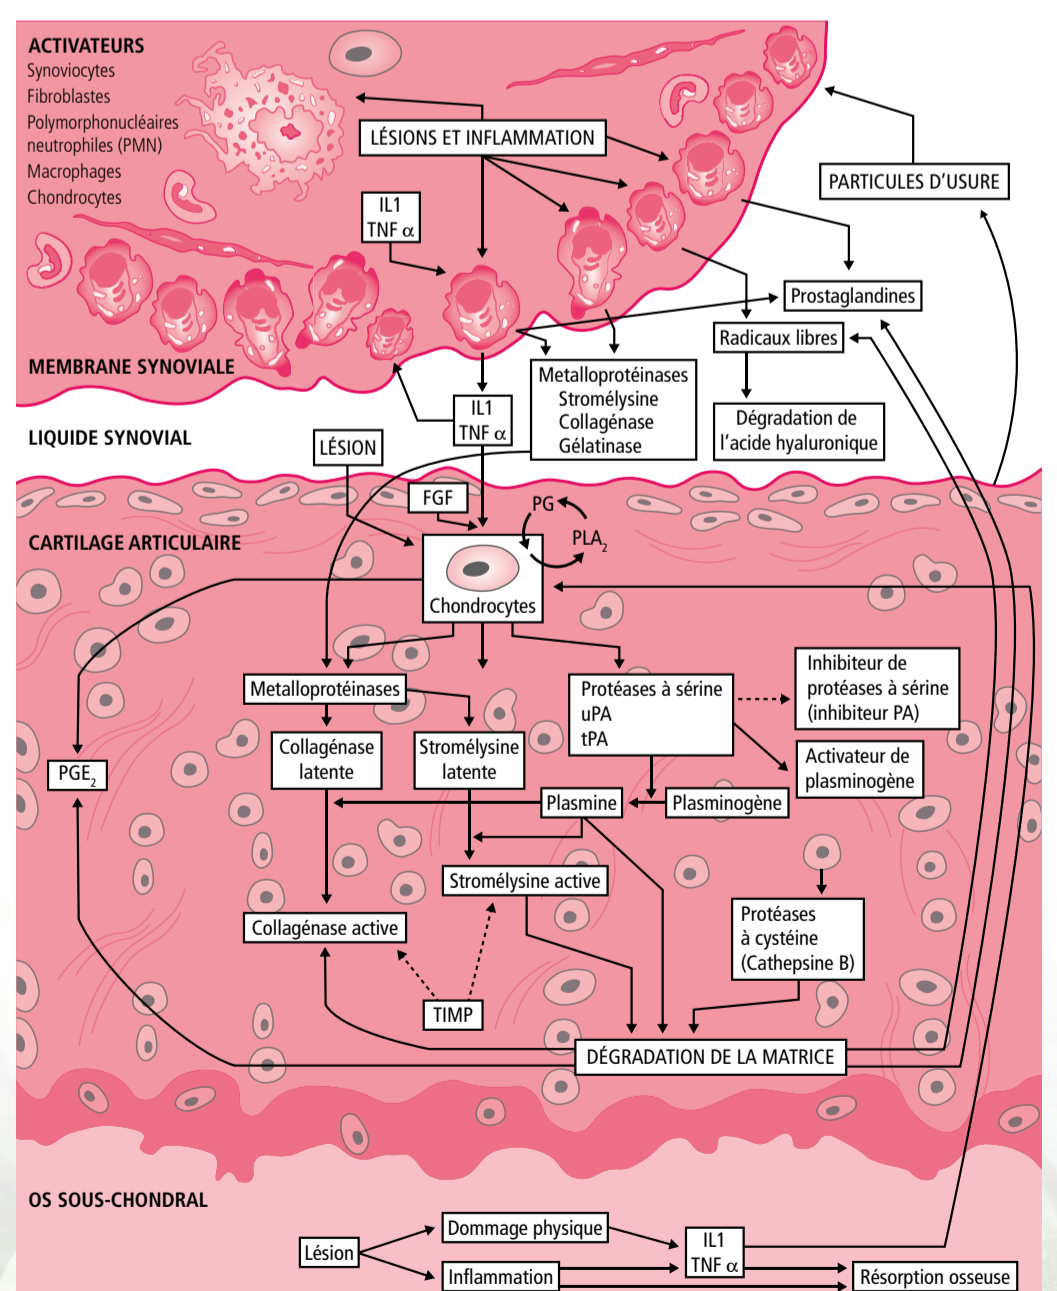 ACTIVATEURS
Synoviocytes
Fibroblastes
Polymorphonucléaires
neutrophiles (PMN)
Macrophages
Chondrocytes
LÉSIONS ET INFLAMMATION
PARTICULES D'USURE
IL1
TNF α
Prostaglandines
Radicaux libres
MEMBRANE SYNOVIALE
Metalloprotéinases
Stromélysine
Collagénase
Gélatinase
IL1
TNF α
Dégradation de
l'acide hyaluronique
LIQUIDE SYNOVIAL
LÉSION
FGF
PG
PLA₂
CARTILAGE ARTICULAIRE
Chondrocytes
Metalloprotéinases
Protéases à sérine
uPA
tPA
Inhibiteur de
protéases à sérine
(inhibiteur PA)
Collagénase
latente
Stromélysine
latente
Activateur de
plasminogène
PGE₂
Plasmine
Plasminogène
Stromélysine active
Collagénase active
Protéases
à cystéine
(Cathepsine B)
TIMP
DÉGRADATION DE LA MATRICE
OS SOUS-CHONDRAL
Lésion
Dommage physique
Inflammation
IL1
TNF α
Résorption osseuse